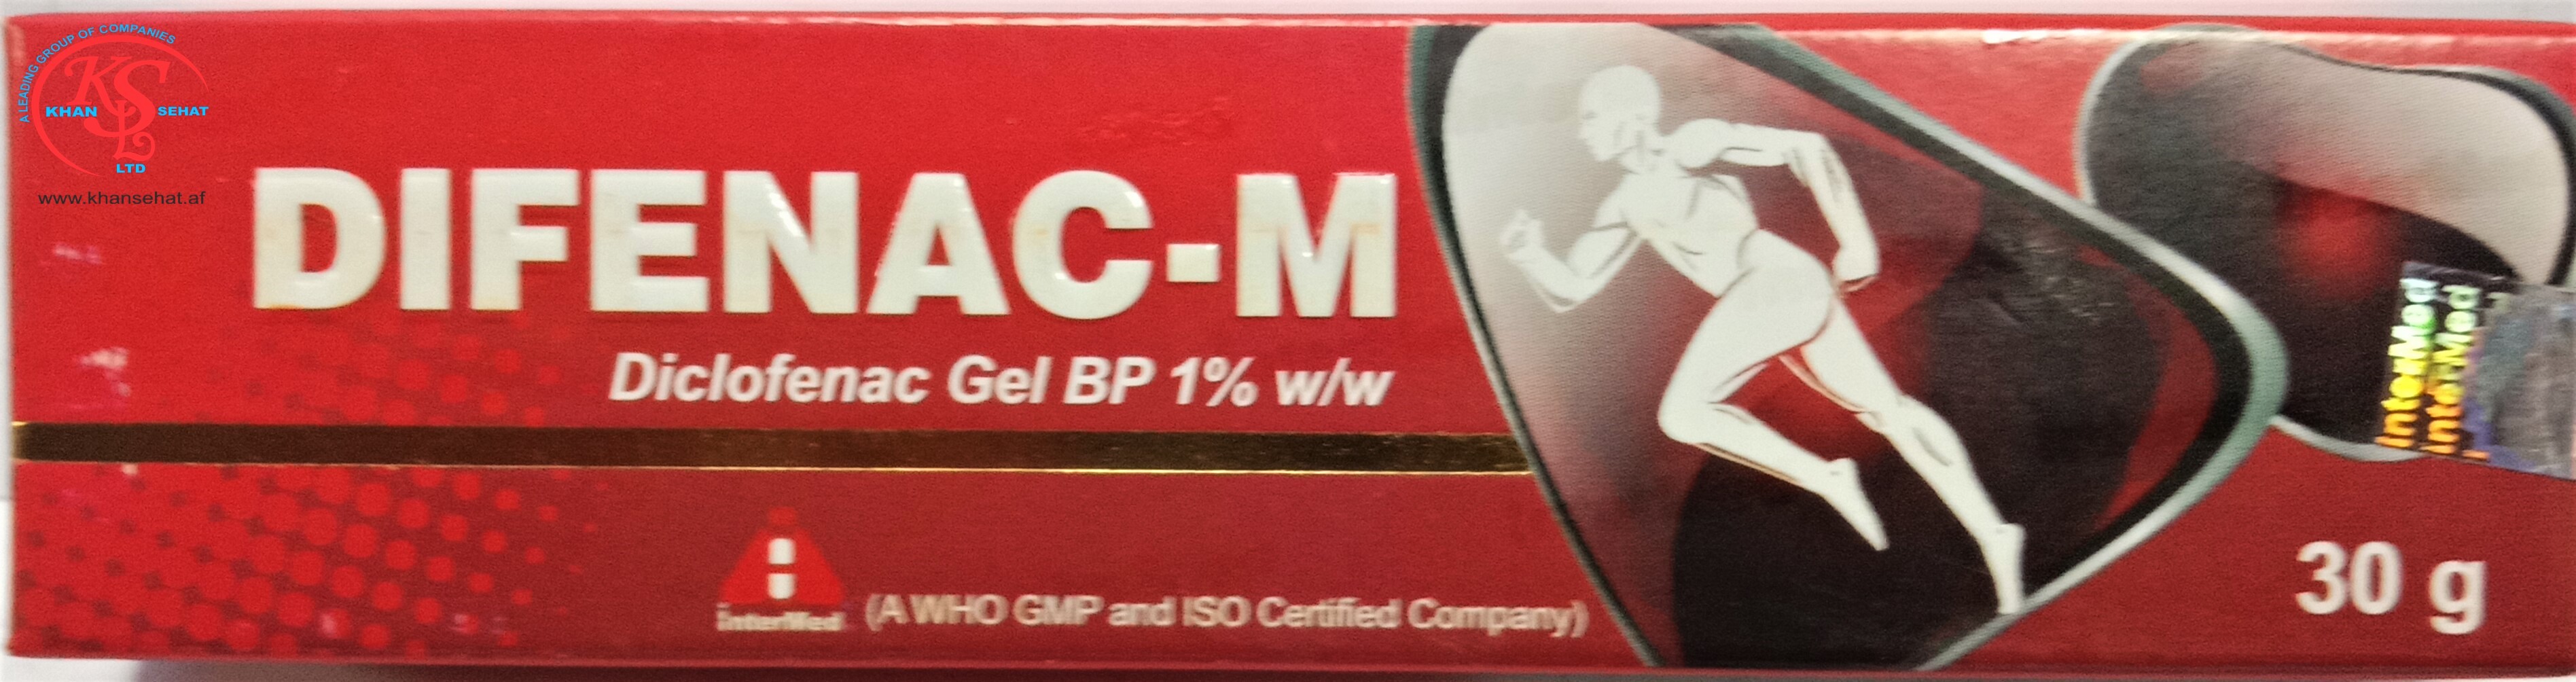 A LEADING GROUP OF COMPANIES
KSL
KHAN SEHAT
LTD
www.khansehat.af
DIFENAC-M
Diclofenac Gel BP 1% w/w
interMed (A WHO GMP and ISO Certified Company)
interMed
interMed
30 g